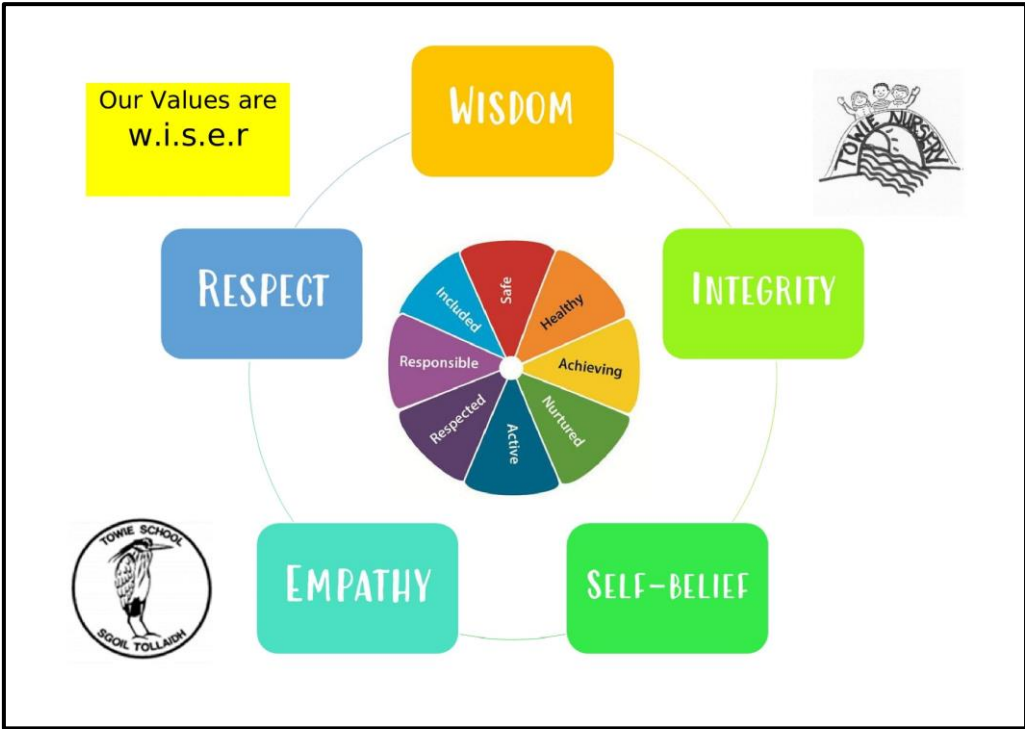 Our Values are
w.i.s.e.r
WISDOM
TOWIE NURSERY
INTEGRITY
SELF-BELIEF
EMPATHY
RESPECT
Safe
Healthy
Achieving
Nurtured
Active
Respected
Responsible
Included
TOWIE SCHOOL
SGOIL TOLLAIDH